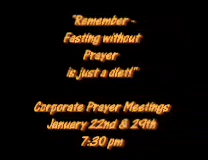 "Remember -
Fasting without
Prayer
is just a diet!"
Corporate Prayer Meetings
January 22nd & 29th
7:30 pm